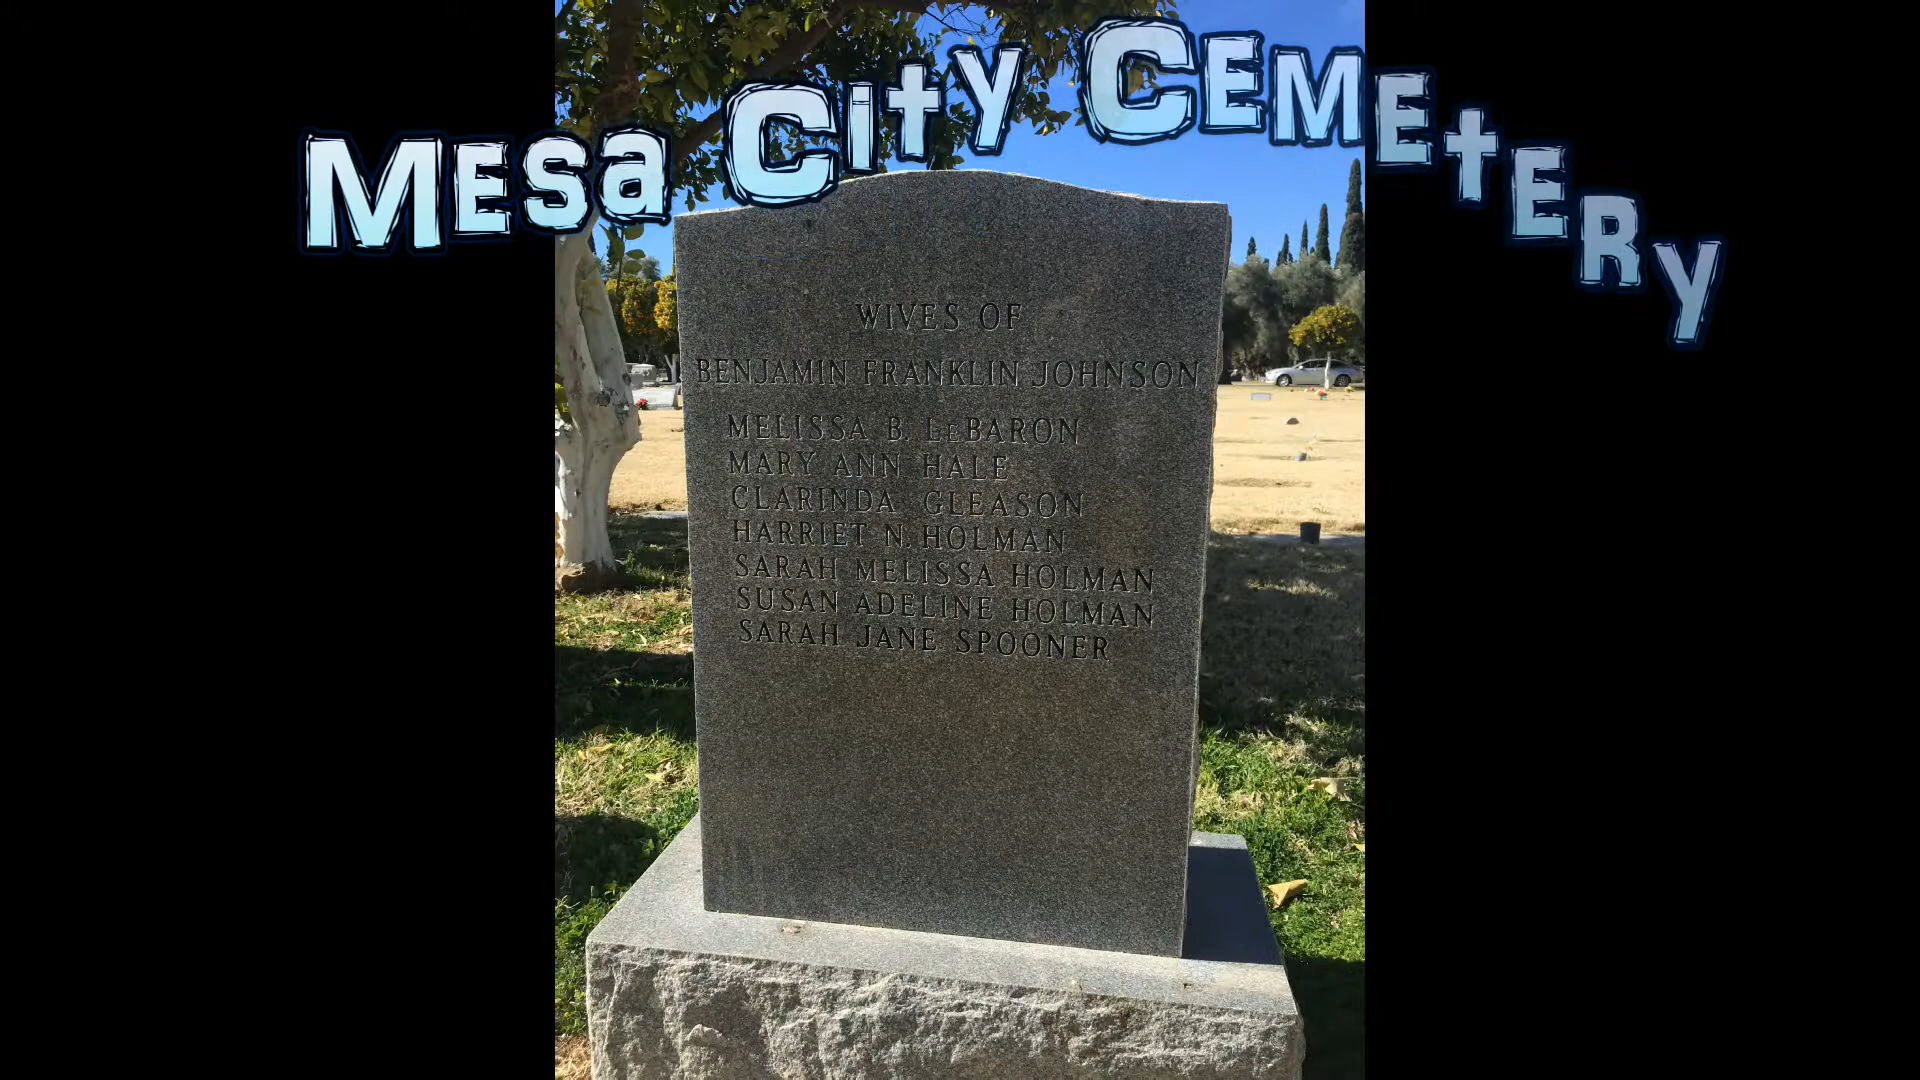 Mesa City Cemetery
WIVES OF
BENJAMIN FRANKLIN JOHNSON
MELISSA B. LeBARON
MARY ANN HALE
CLARINDA GLEASON
HARRIET N. HOLMAN
SARAH MELISSA HOLMAN
SUSAN ADELINE HOLMAN
SARAH JANE SPOONER